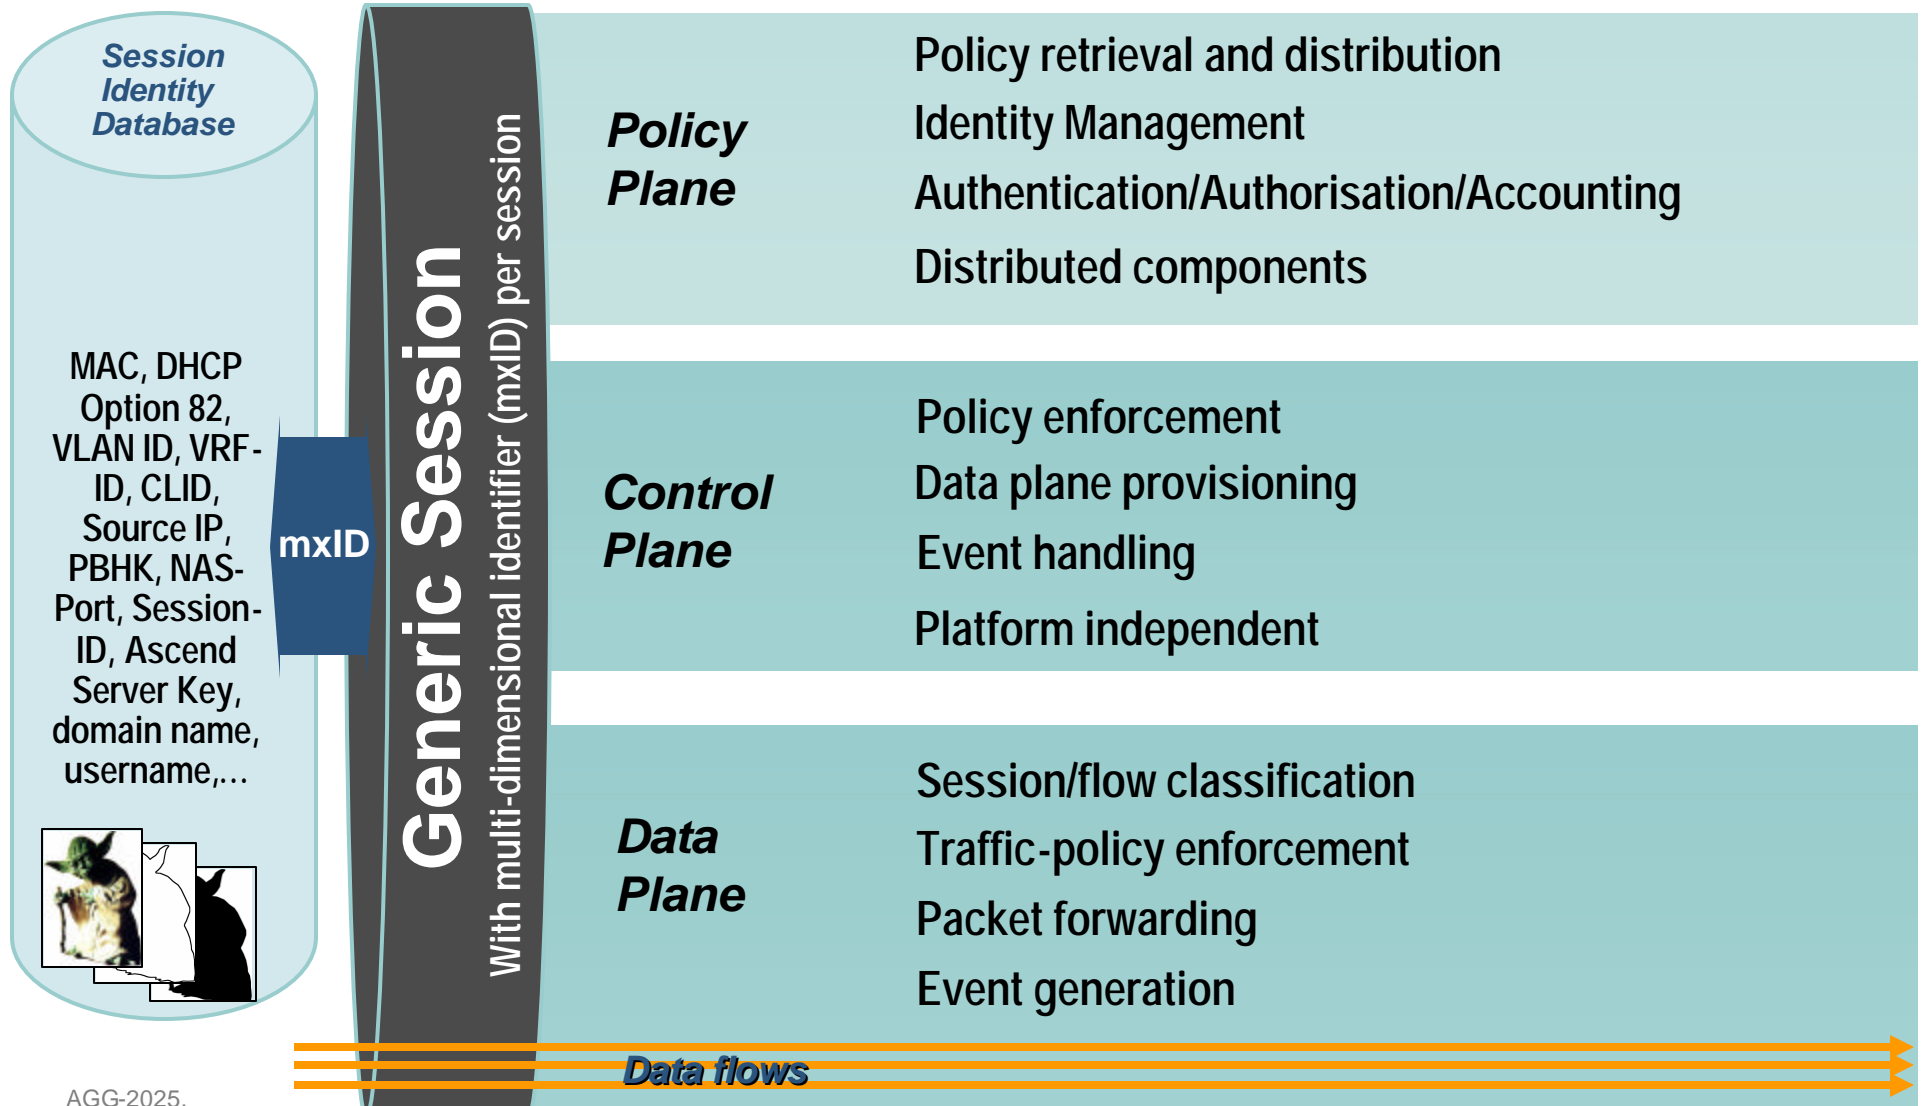 Session
Identity
Database
MAC, DHCP
Option 82,
VLAN ID, VRF-
ID, CLID,
Source IP,
PBHK, NAS-
Port, Session-
ID, Ascend
Server Key,
domain name,
username,...
mxID
Generic Session
With multi-dimensional identifier (mxID) per session
Policy
Plane
Policy retrieval and distribution
Identity Management
Authentication/Authorisation/Accounting
Distributed components
Control
Plane
Policy enforcement
Data plane provisioning
Event handling
Platform independent
Data
Plane
Session/flow classification
Traffic-policy enforcement
Packet forwarding
Event generation
Data flows
AGG-2025,